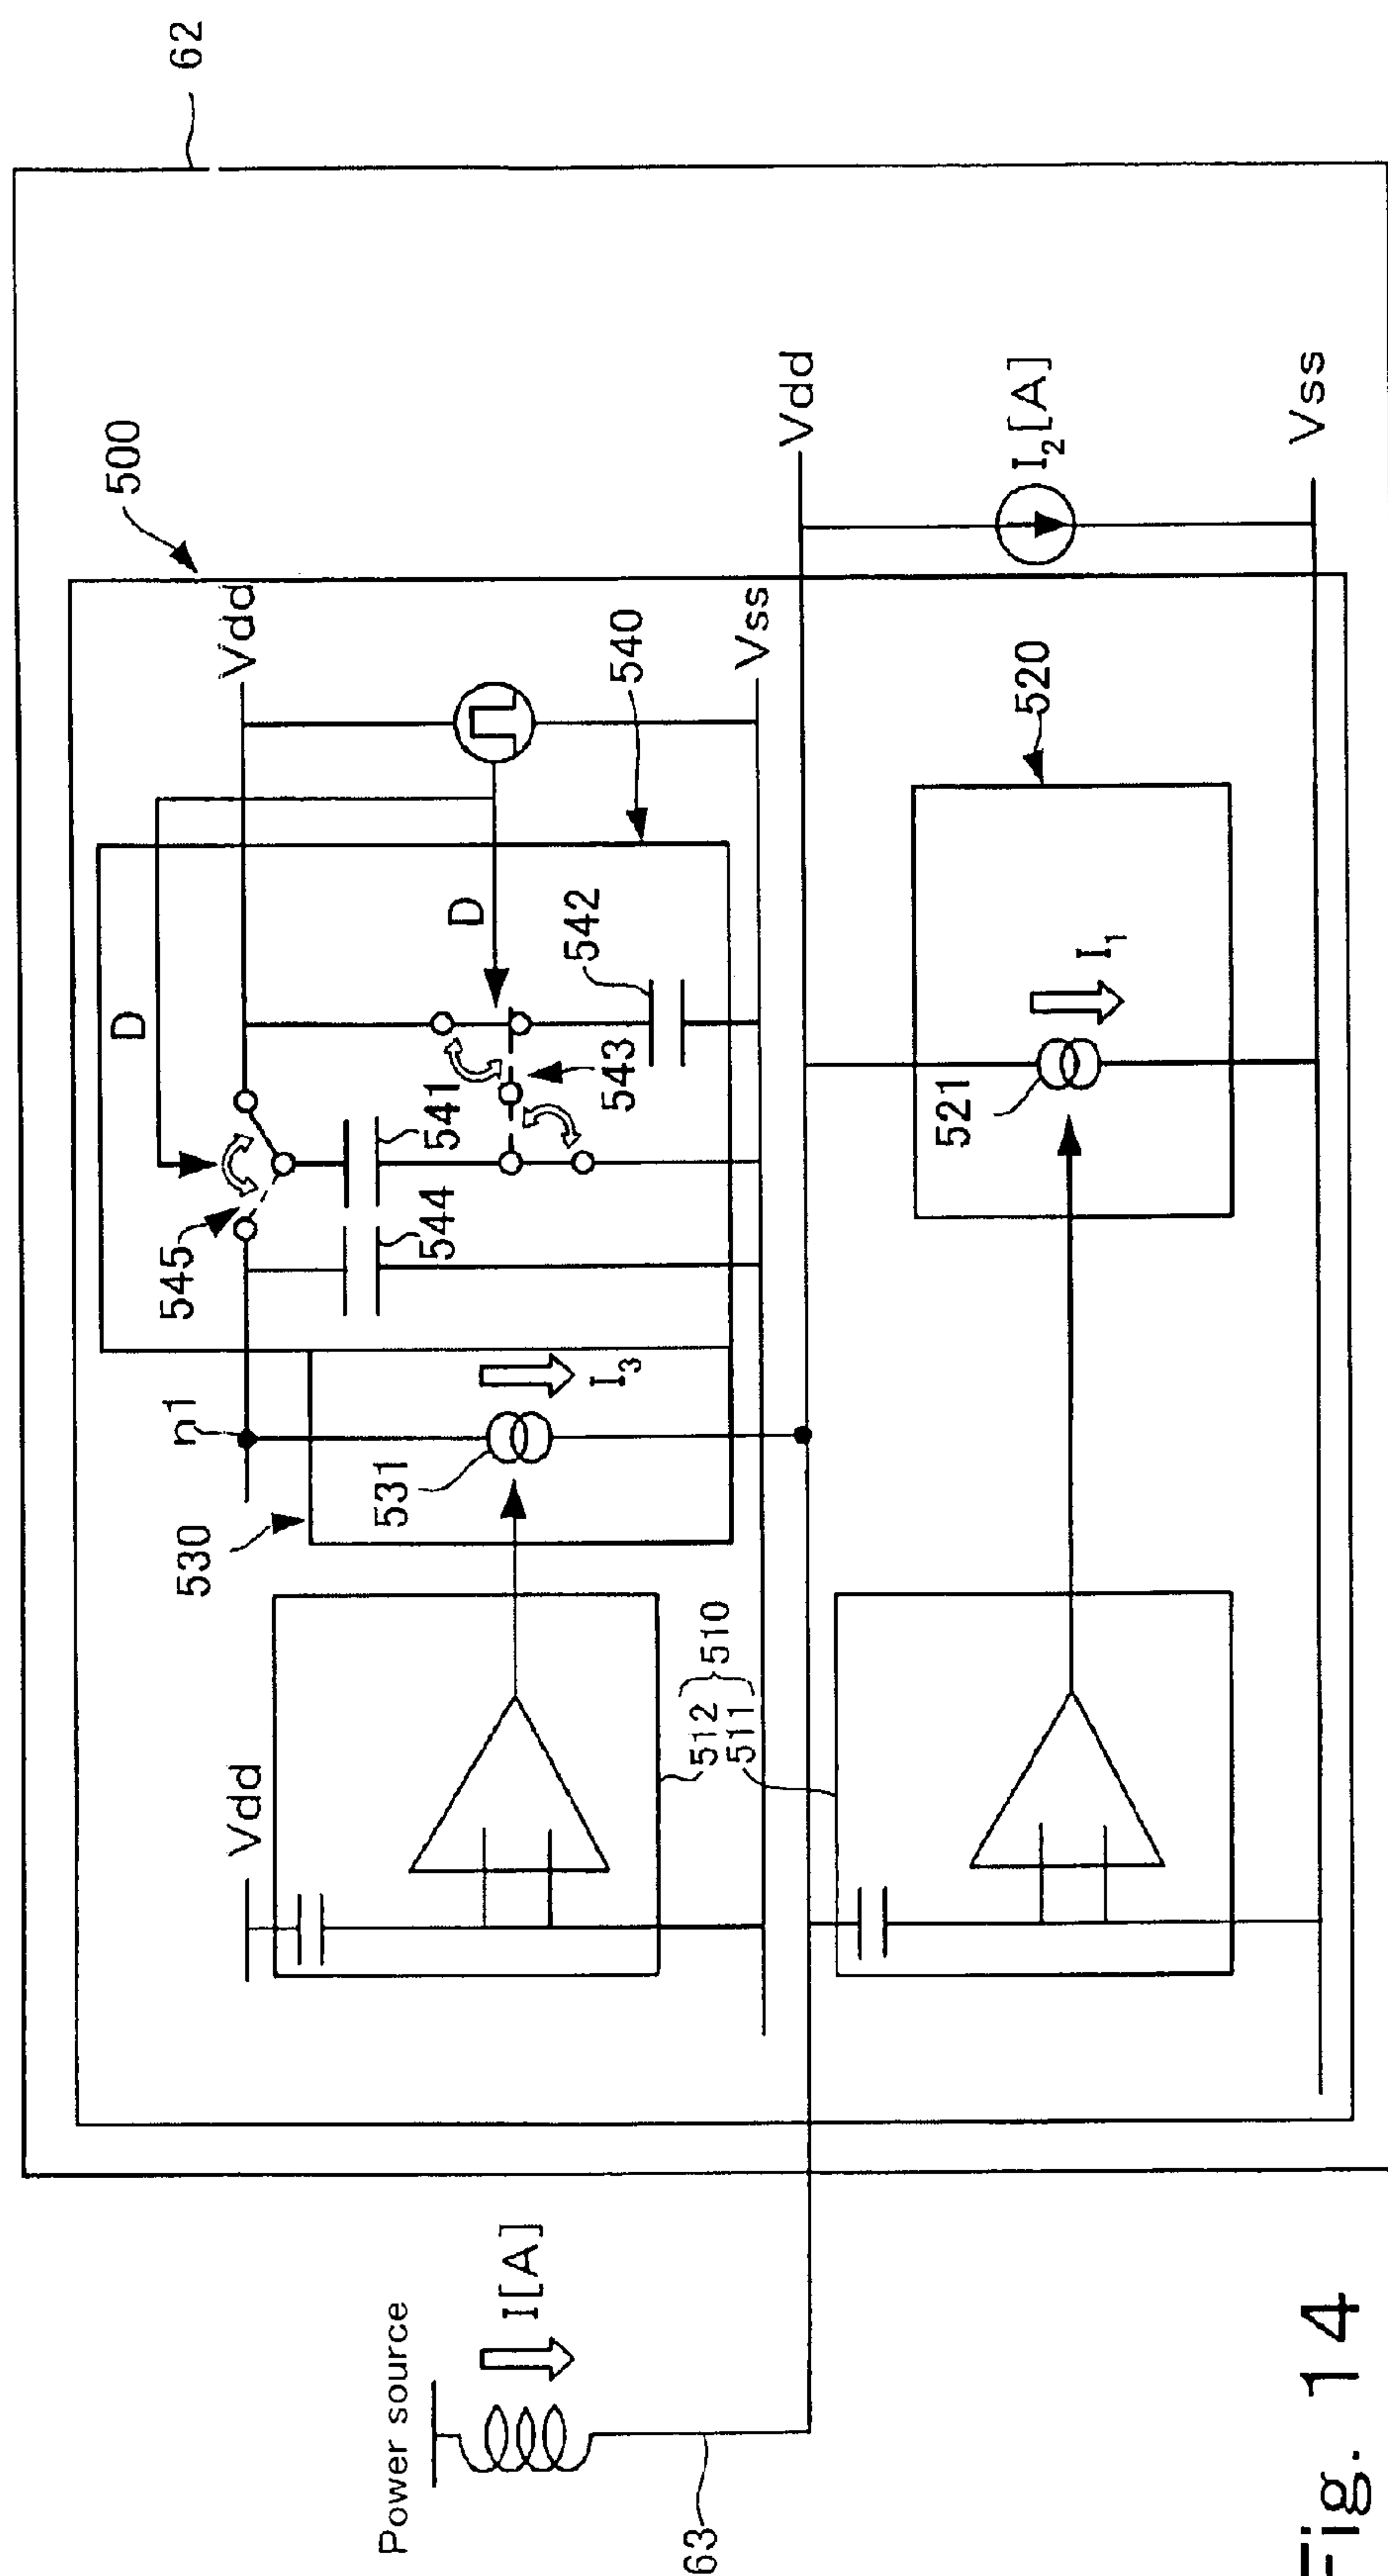 62
500
Vdd
Vss
540
D
D
542
543
541
544
545
n1
I3
531
530
Vdd
512
511
510
Vdd
I2[A]
Vss
520
I1
521
Power source
I[A]
63
Fig. 14